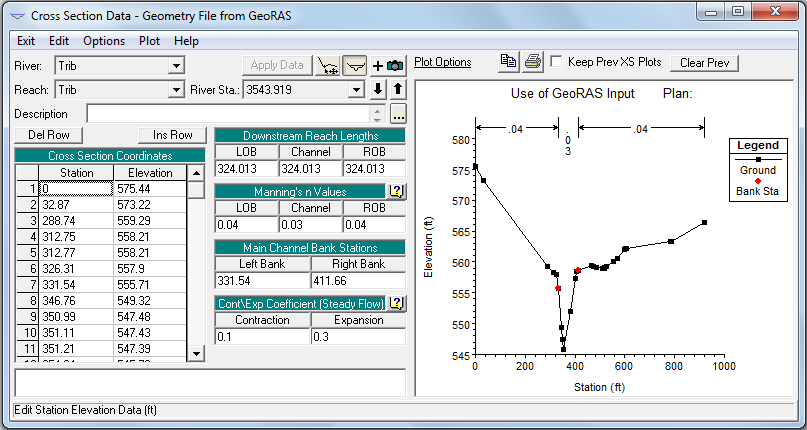 Cross Section Data - Geometry File from GeoRAS
Exit Edit Options Plot Help
River: Trib Apply Data
Reach: Trib River Sta.: 3543.919
Description ...
Del Row Ins Row
Cross Section Coordinates
Station Elevation
1 0 575.44
2 32.87 573.22
3 288.74 559.29
4 312.75 558.21
5 312.77 558.21
6 326.31 557.9
7 331.54 555.71
8 346.76 549.32
9 350.99 547.48
10 351.11 547.43
11 351.21 547.39
Downstream Reach Lengths
LOB Channel ROB
324.013 324.013 324.013
Manning's n Values
LOB Channel ROB
0.04 0.03 0.04
Main Channel Bank Stations
Left Bank Right Bank
331.54 411.66
Cont\Exp Coefficient (Steady Flow)
Contraction Expansion
0.1 0.3
Edit Station Elevation Data (ft)
Plot Options Keep Prev XS Plots Clear Prev
Use of GeoRAS Input Plan:
.04 .03 .04
Legend
Ground
Bank Sta
Elevation (ft)
580
575
570
565
560
555
550
545
0 200 400 600 800 1000
Station (ft)